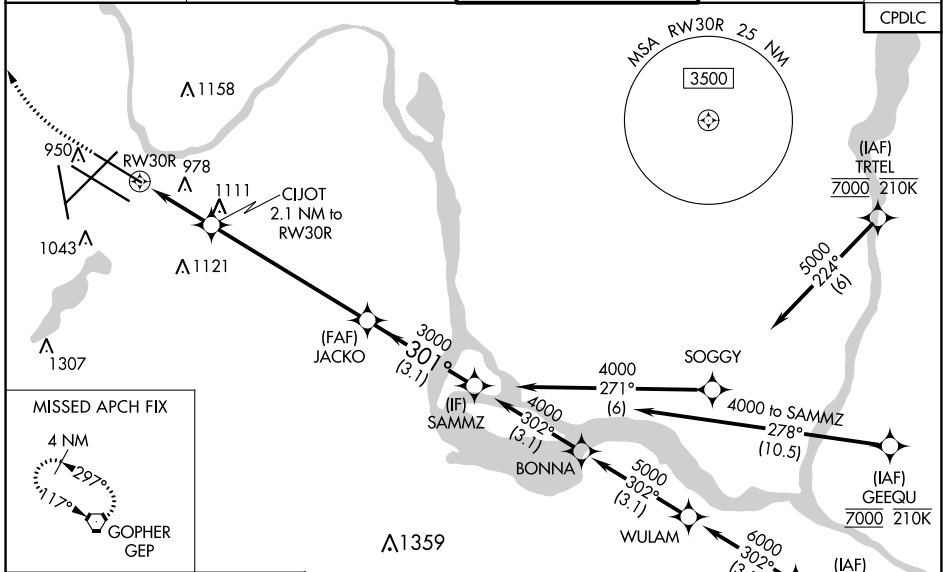 CPDLC
MSA RW30R 25 NM
3500
1158
950
RW30R
978
1111
CIJOT
2.1 NM to
RW30R
1043
1121
1307
(IAF)
TRTEL
7000 210K
5000
224°
(6)
(FAF)
JACKO
3000
301°
(3.1)
(IF)
SAMMZ
SOGGY
4000
271°
(6)
4000 to SAMMZ
278°
(10.5)
(IAF)
GEEQU
7000 210K
4000
302°
(3.1)
BONNA
5000
302°
(3.1)
WULAM
6000
302°
(IAF)
1359
MISSED APCH FIX
4 NM
297°
117°
GOPHER
GEP